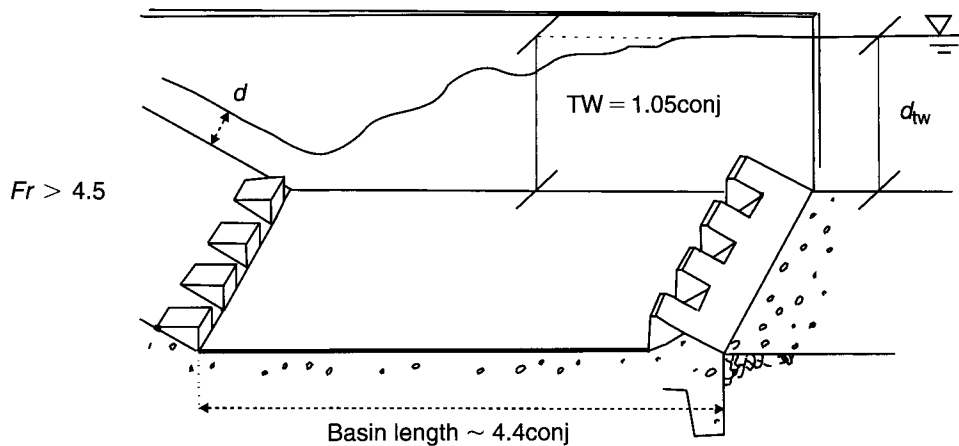 d
TW = 1.05conj
d_tw
Fr > 4.5
Basin length ~ 4.4conj